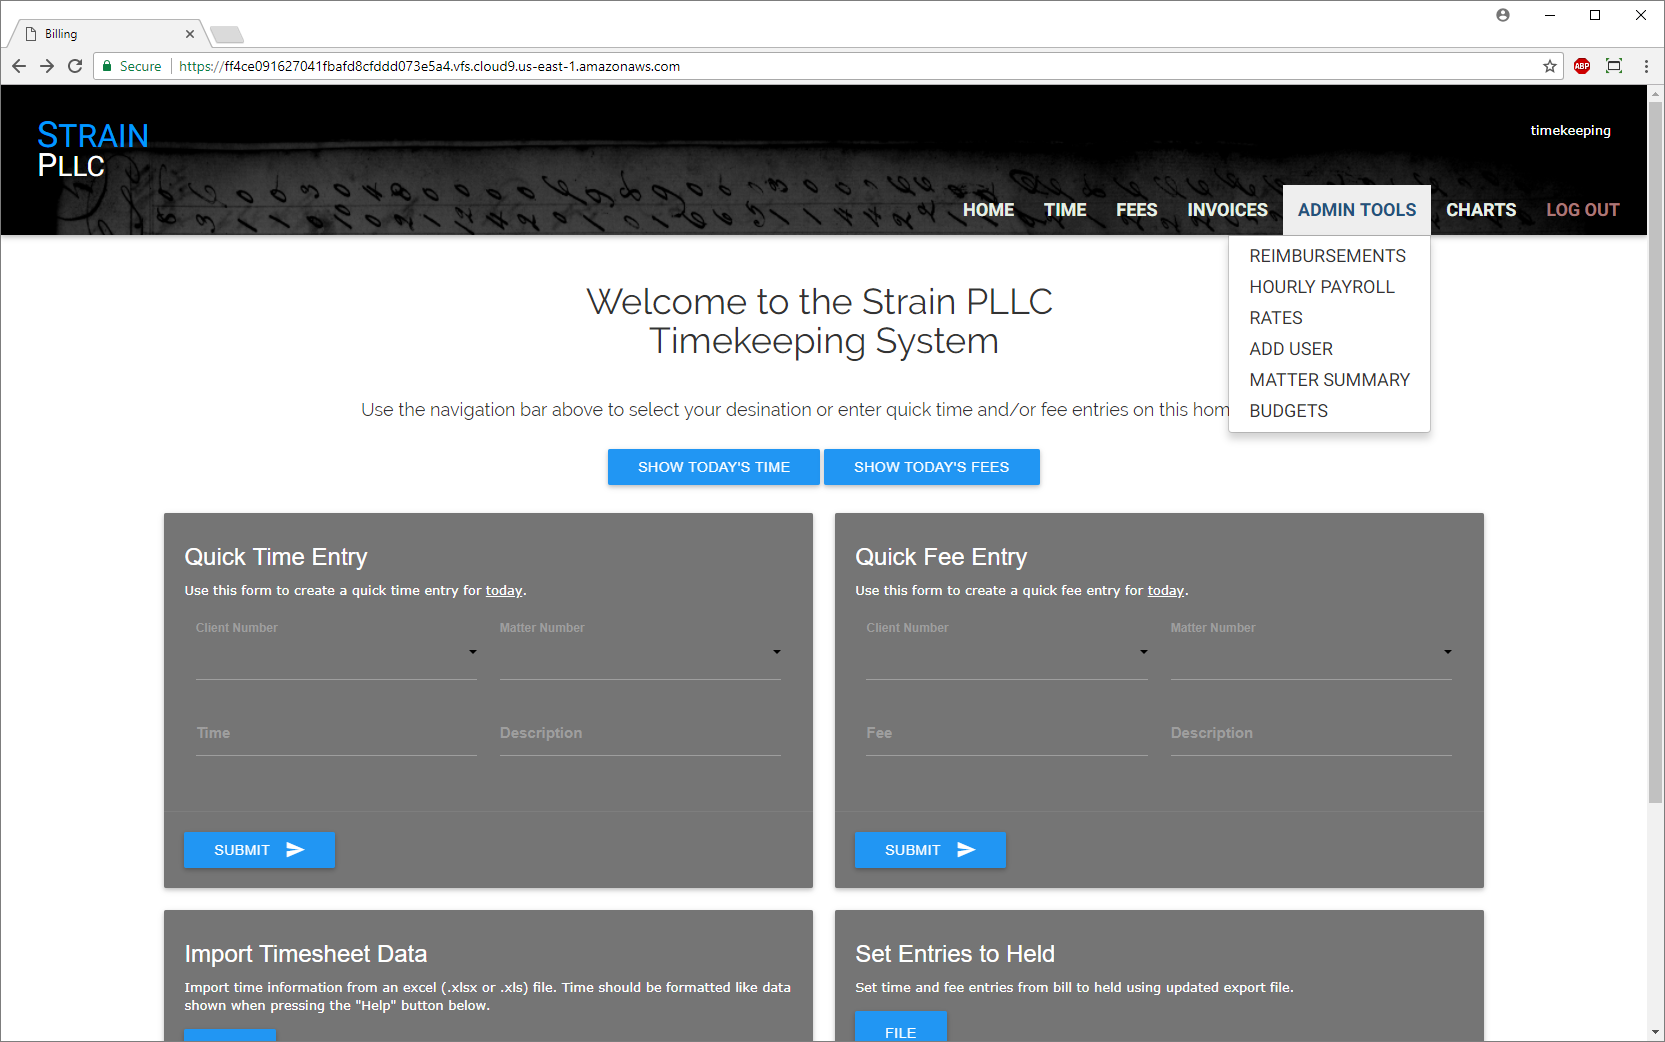 Billing
Secure
https://ff4ce091627041fbafd8cfddd073e5a4.vfs.cloud9.us-east-1.amazonaws.com
ABP
STRAIN
PLLC
timekeeping
HOME TIME FEES INVOICES ADMIN TOOLS CHARTS LOG OUT
REIMBURSEMENTS
HOURLY PAYROLL
RATES
ADD USER
MATTER SUMMARY
BUDGETS
Welcome to the Strain PLLC
Timekeeping System
Use the navigation bar above to select your desination or enter quick time and/or fee entries on this hom
SHOW TODAY'S TIME
SHOW TODAY'S FEES
Quick Time Entry
Use this form to create a quick time entry for today.
Client Number
Matter Number
Time
Description
SUBMIT
Quick Fee Entry
Use this form to create a quick fee entry for today.
Client Number
Matter Number
Fee
Description
SUBMIT
Import Timesheet Data
Import time information from an excel (.xlsx or .xls) file. Time should be formatted like data
shown when pressing the "Help" button below.
Set Entries to Held
Set time and fee entries from bill to held using updated export file.
FILE